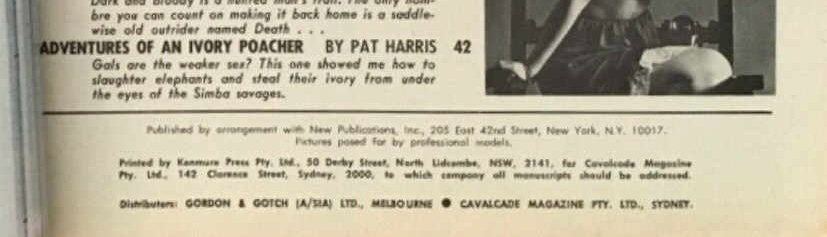 Dark and bloody is a hunted man's trail. The only
bre you can count on making it back home is a saddle-
wise old outrider named Death . . .
ADVENTURES OF AN IVORY POACHER BY PAT HARRIS 42
Gals are the weaker sex? This one showed me how to
slaughter elephants and steal their ivory from under
the eyes of the Simba savages.
Published by arrangement with New Publications, Inc., 205 East 42nd Street, New York, N.Y. 10017.
Pictures posed for by professional models.
Printed by Kenmure Press Pty. Ltd., 50 Derby Street, North Lidcombe, NSW, 2141, for Cavalcade Magazine
Pty. Ltd., 142 Clarence Street, Sydney, 2000, to which company all manuscripts should be addressed.
Distributors: GORDON & GOTCH (A/SIA) LTD., MELBOURNE ● CAVALCADE MAGAZINE PTY. LTD., SYDNEY.